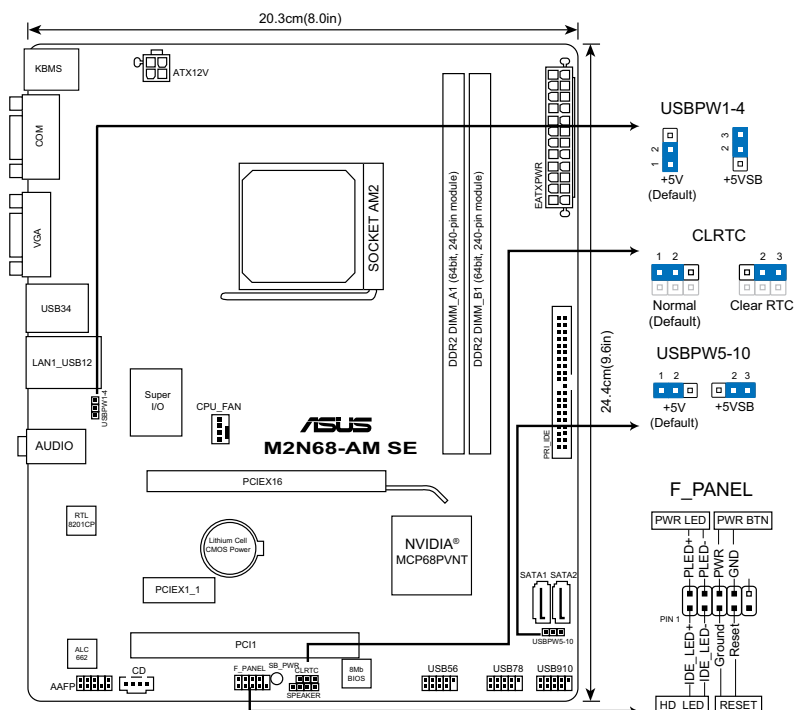 20.3cm(8.0in)
KBMS
ATX12V
COM
VGA
SOCKET AM2
DDR2 DIMM_A1 (64bit, 240-pin module)
DDR2 DIMM_B1 (64bit, 240-pin module)
EATXPWR
24.4cm(9.6in)
USB34
LAN1_USB12
USBPW1-4
Super
I/O
CPU_FAN
ASUS
M2N68-AM SE
PRI_IDE
AUDIO
PCIEX16
RTL
8201CP
Lithium Cell
CMOS Power
NVIDIA®
MCP68PVNT
PCIEX1_1
SATA1 SATA2
USBPW5-10
PCI1
ALC
662
AAFP
CD
F_PANEL
SB_PWR
CLRTC
SPEAKER
8Mb
BIOS
USB56
USB78
USB910
USBPW1-4
1 2
2 3
+5V
(Default)
+5VSB
CLRTC
1 2
2 3
Normal
(Default)
Clear RTC
USBPW5-10
1 2
2 3
+5V
(Default)
+5VSB
F_PANEL
PWR LED
PWR BTN
PLED+
PLED-
PWR
GND
PIN 1
IDE_LED+
IDE_LED-
Ground
Reset
HD_LED
RESET